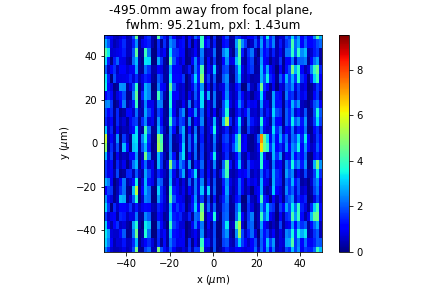 -495.0mm away from focal plane,
fwhm: 95.21um, pxl: 1.43um
40
20
0
−20
−40
y (μm)
−40 −20 0 20 40
x (μm)
8
6
4
2
0